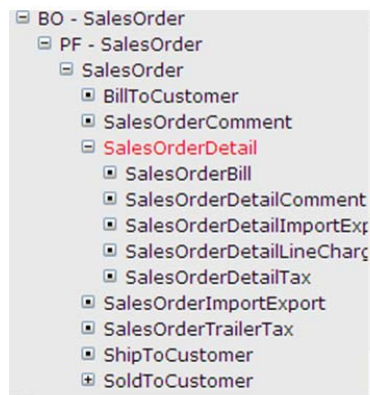 BO - SalesOrder
PF - SalesOrder
SalesOrder
BillToCustomer
SalesOrderComment
SalesOrderDetail
SalesOrderBill
SalesOrderDetailComment
SalesOrderDetailImportExp
SalesOrderDetailLineCharg
SalesOrderDetailTax
SalesOrderImportExport
SalesOrderTrailerTax
ShipToCustomer
SoldToCustomer